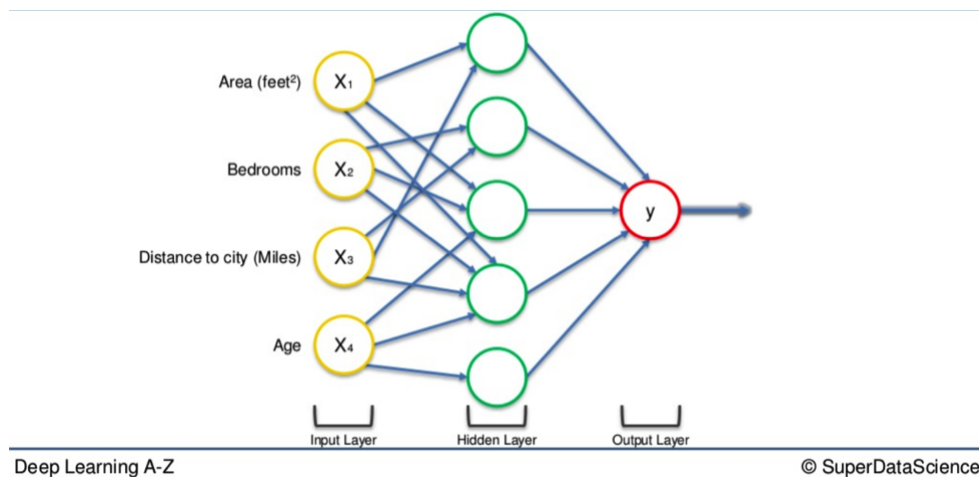 Area (feet²)
X₁
Bedrooms
X₂
Distance to city (Miles)
X₃
Age
X₄
y
Input Layer
Hidden Layer
Output Layer
Deep Learning A-Z
© SuperDataScience